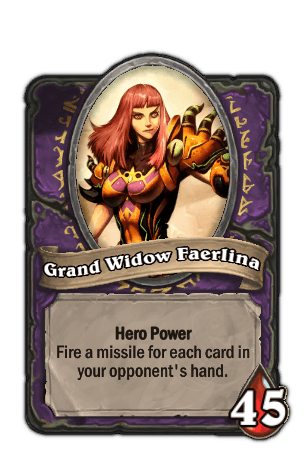 Grand Widow Faerlina
Hero Power
Fire a missile for each card in
your opponent's hand.
45